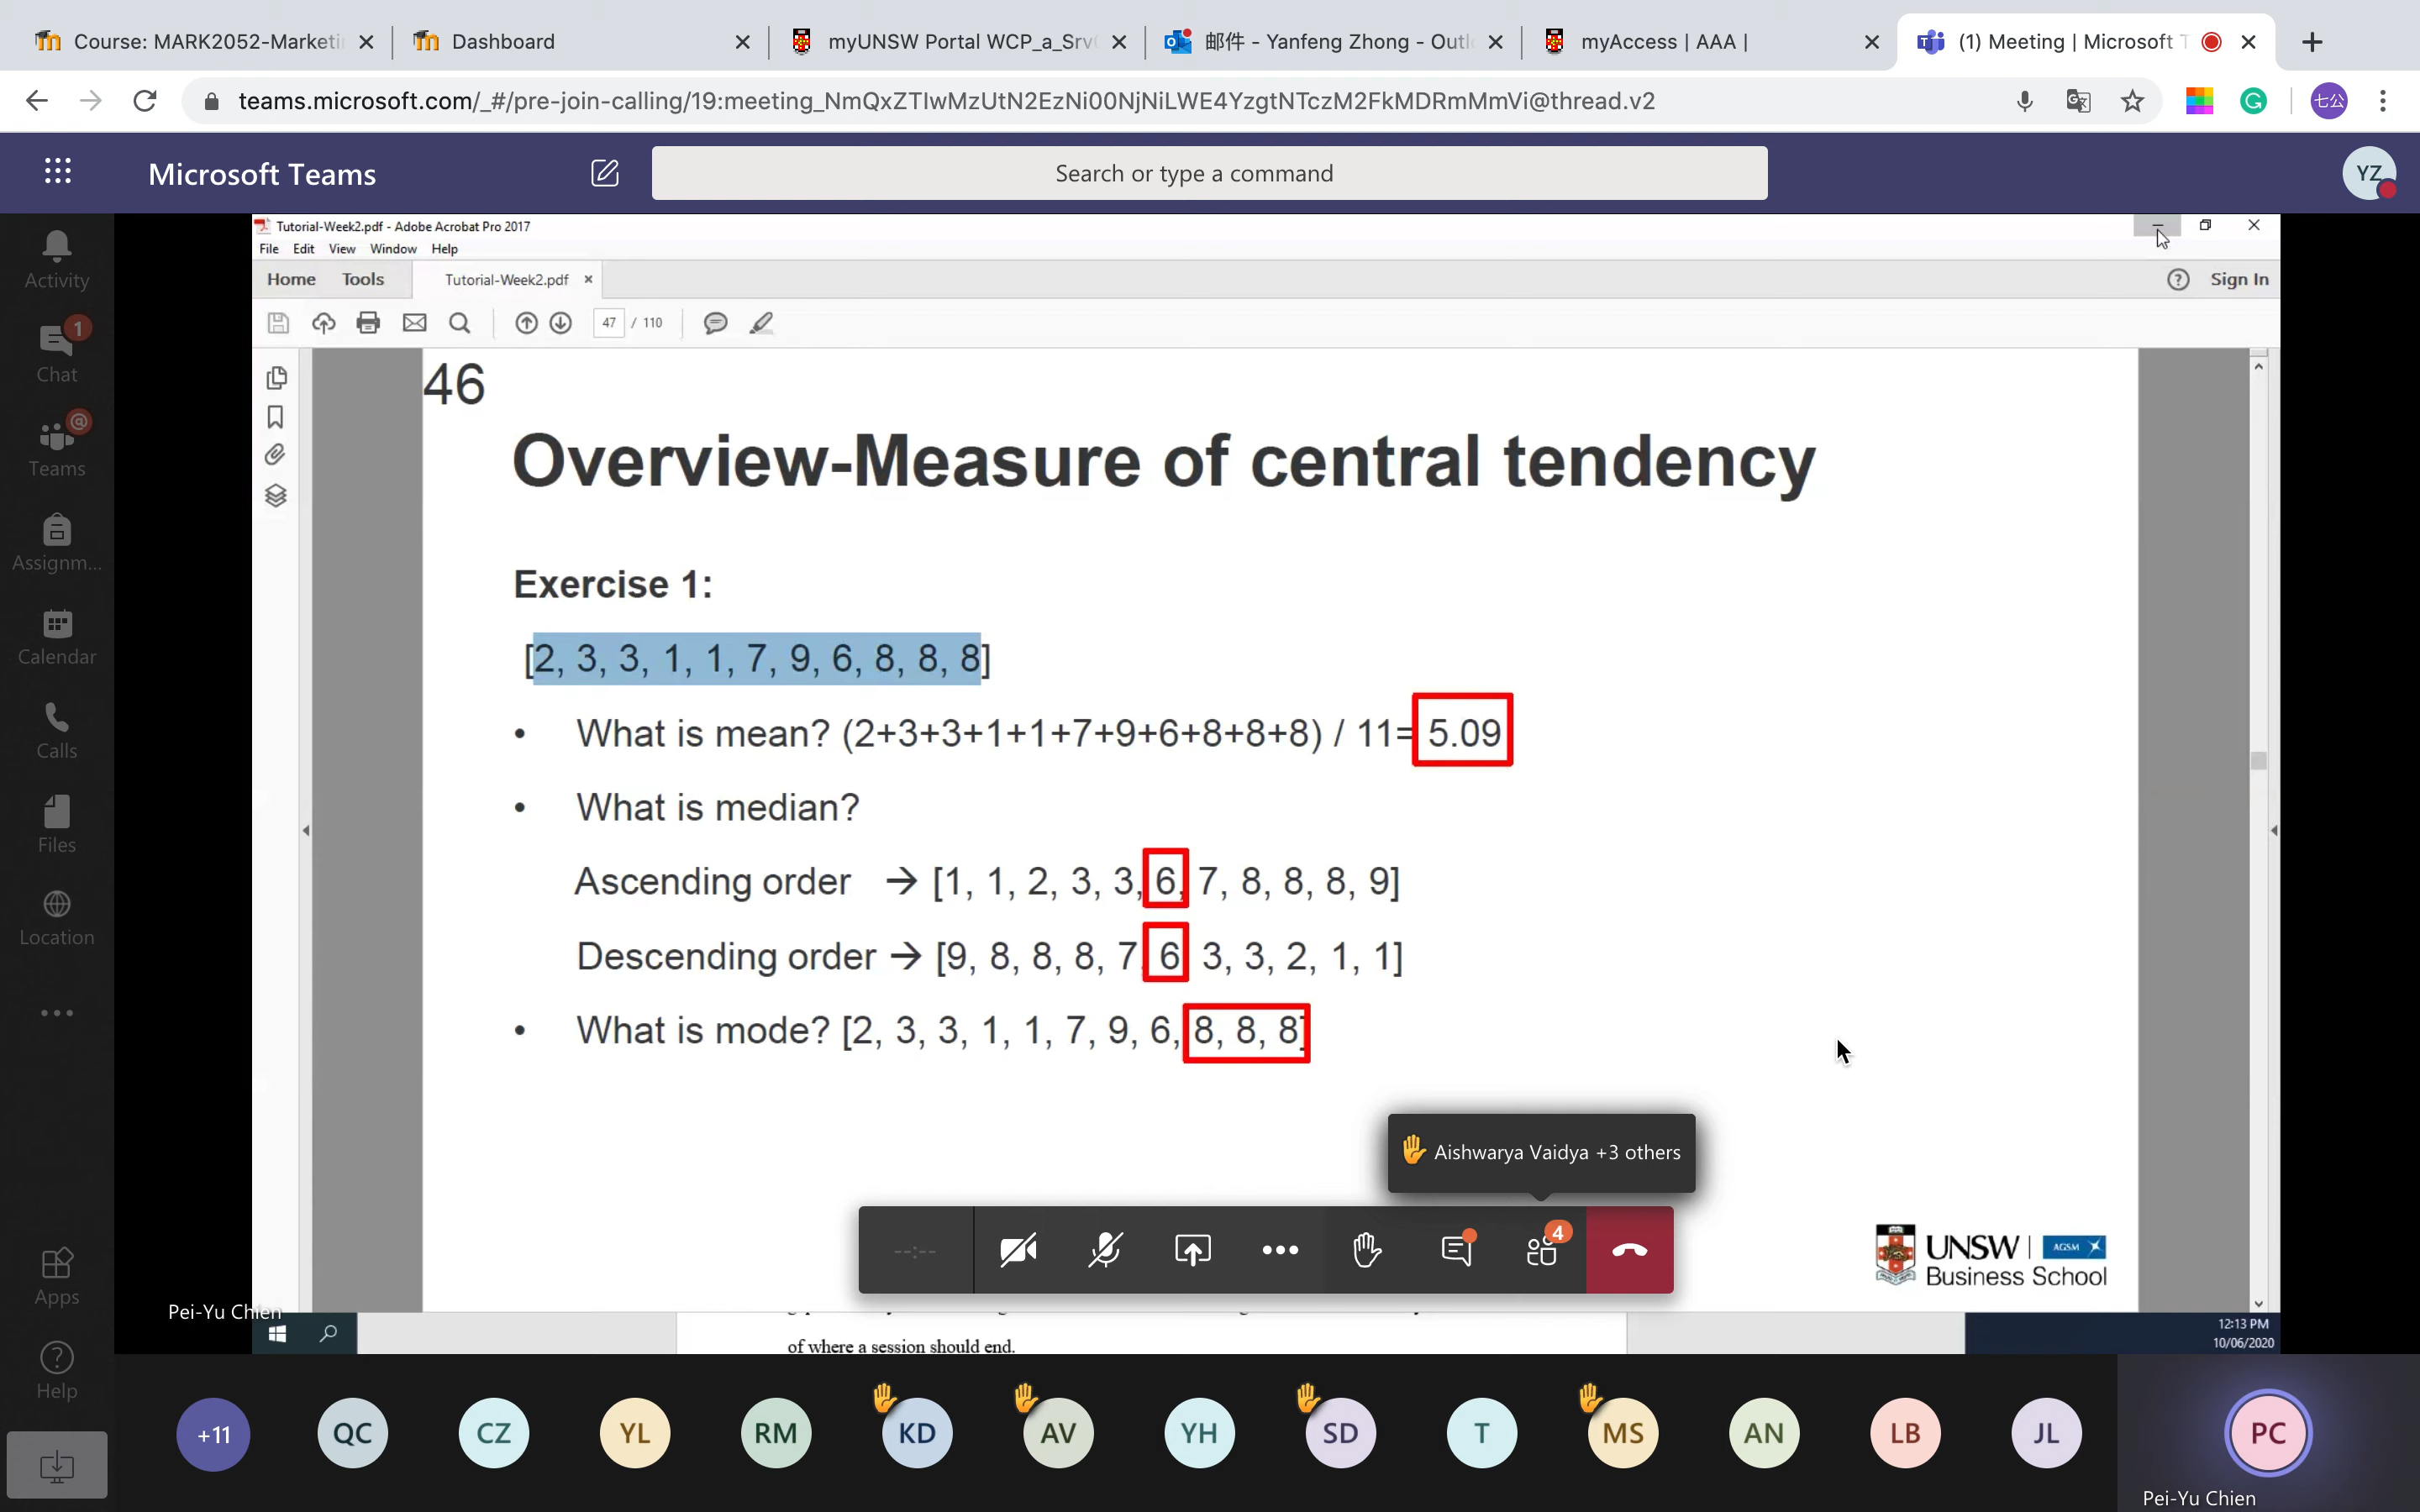 Course: MARK2052-Marketi
Dashboard
myUNSW Portal WCP_a_Srv
邮件 - Yanfeng Zhong - Outl
myAccess | AAA |
(1) Meeting | Microsoft T
teams.microsoft.com/_#/pre-join-calling/19:meeting_NmQxZTIwMzUtN2EzNi00NjNiLWE4YzgtNTczM2FkMDRmMmVi@thread.v2
七公
Microsoft Teams
Search or type a command
YZ
Activity
1
Chat
@
Teams
Assignm...
Calendar
Calls
Files
Location
Apps
Help
Tutorial-Week2.pdf - Adobe Acrobat Pro 2017
File Edit View Window Help
Home Tools Tutorial-Week2.pdf
Sign In
47 / 110
46
Overview-Measure of central tendency
Exercise 1:
[2, 3, 3, 1, 1, 7, 9, 6, 8, 8, 8]
• What is mean? (2+3+3+1+1+7+9+6+8+8+8) / 11= 5.09
• What is median?
Ascending order → [1, 1, 2, 3, 3, 6, 7, 8, 8, 8, 9]
Descending order → [9, 8, 8, 8, 7, 6 3, 3, 2, 1, 1]
• What is mode? [2, 3, 3, 1, 1, 7, 9, 6, 8, 8, 8]
Aishwarya Vaidya +3 others
--:--
4
UNSW | AGSM
Business School
Pei-Yu Chien
of where a session should end.
12:13 PM
10/06/2020
+11 QC CZ YL RM KD AV YH SD T MS AN LB JL PC
Pei-Yu Chien